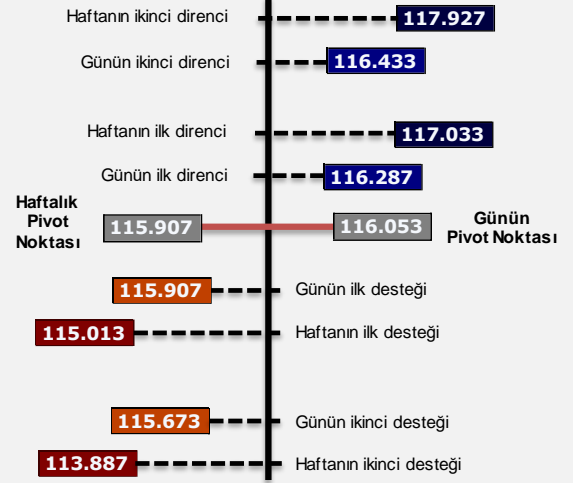 Haftanın ikinci direnci 117.927
Günün ikinci direnci 116.433
Haftanın ilk direnci 117.033
Günün ilk direnci 116.287
Haftalık
Pivot
Noktası
115.907
116.053
Günün
Pivot Noktası
115.907 Günün ilk desteği
115.013 Haftanın ilk desteği
115.673 Günün ikinci desteği
113.887 Haftanın ikinci desteği